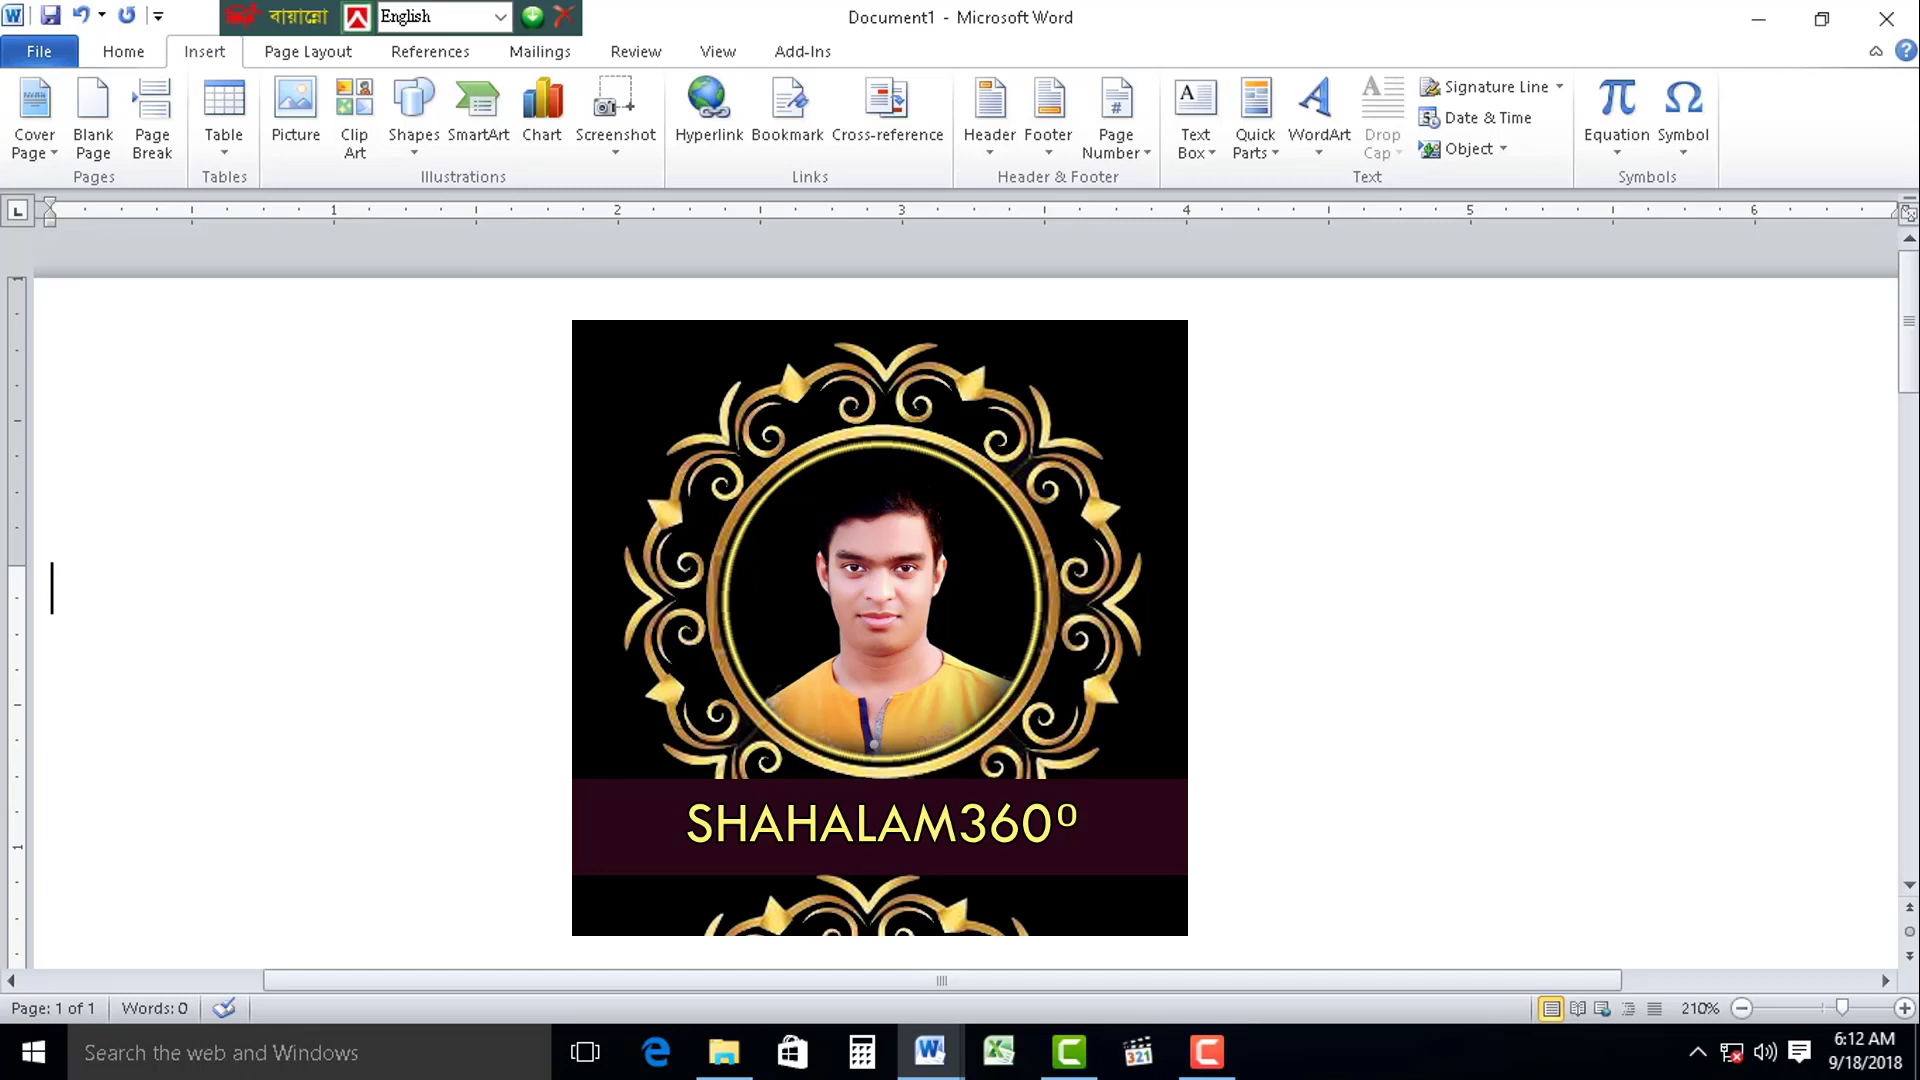 বায়ান্নো
English
Document1 - Microsoft Word
File
Home
Insert
Page Layout
References
Mailings
Review
View
Add-Ins
Cover Page
Blank Page
Page Break
Table
Picture
Clip Art
Shapes
SmartArt
Chart
Screenshot
Hyperlink
Bookmark
Cross-reference
Header
Footer
Page Number
Text Box
Quick Parts
WordArt
Drop Cap
Signature Line
Date & Time
Object
Equation
Symbol
Pages
Tables
Illustrations
Links
Header & Footer
Text
Symbols
1 2 3 4 5 6
1
SHAHALAM360⁰
Page: 1 of 1
Words: 0
210%
Search the web and Windows
321
6:12 AM
9/18/2018